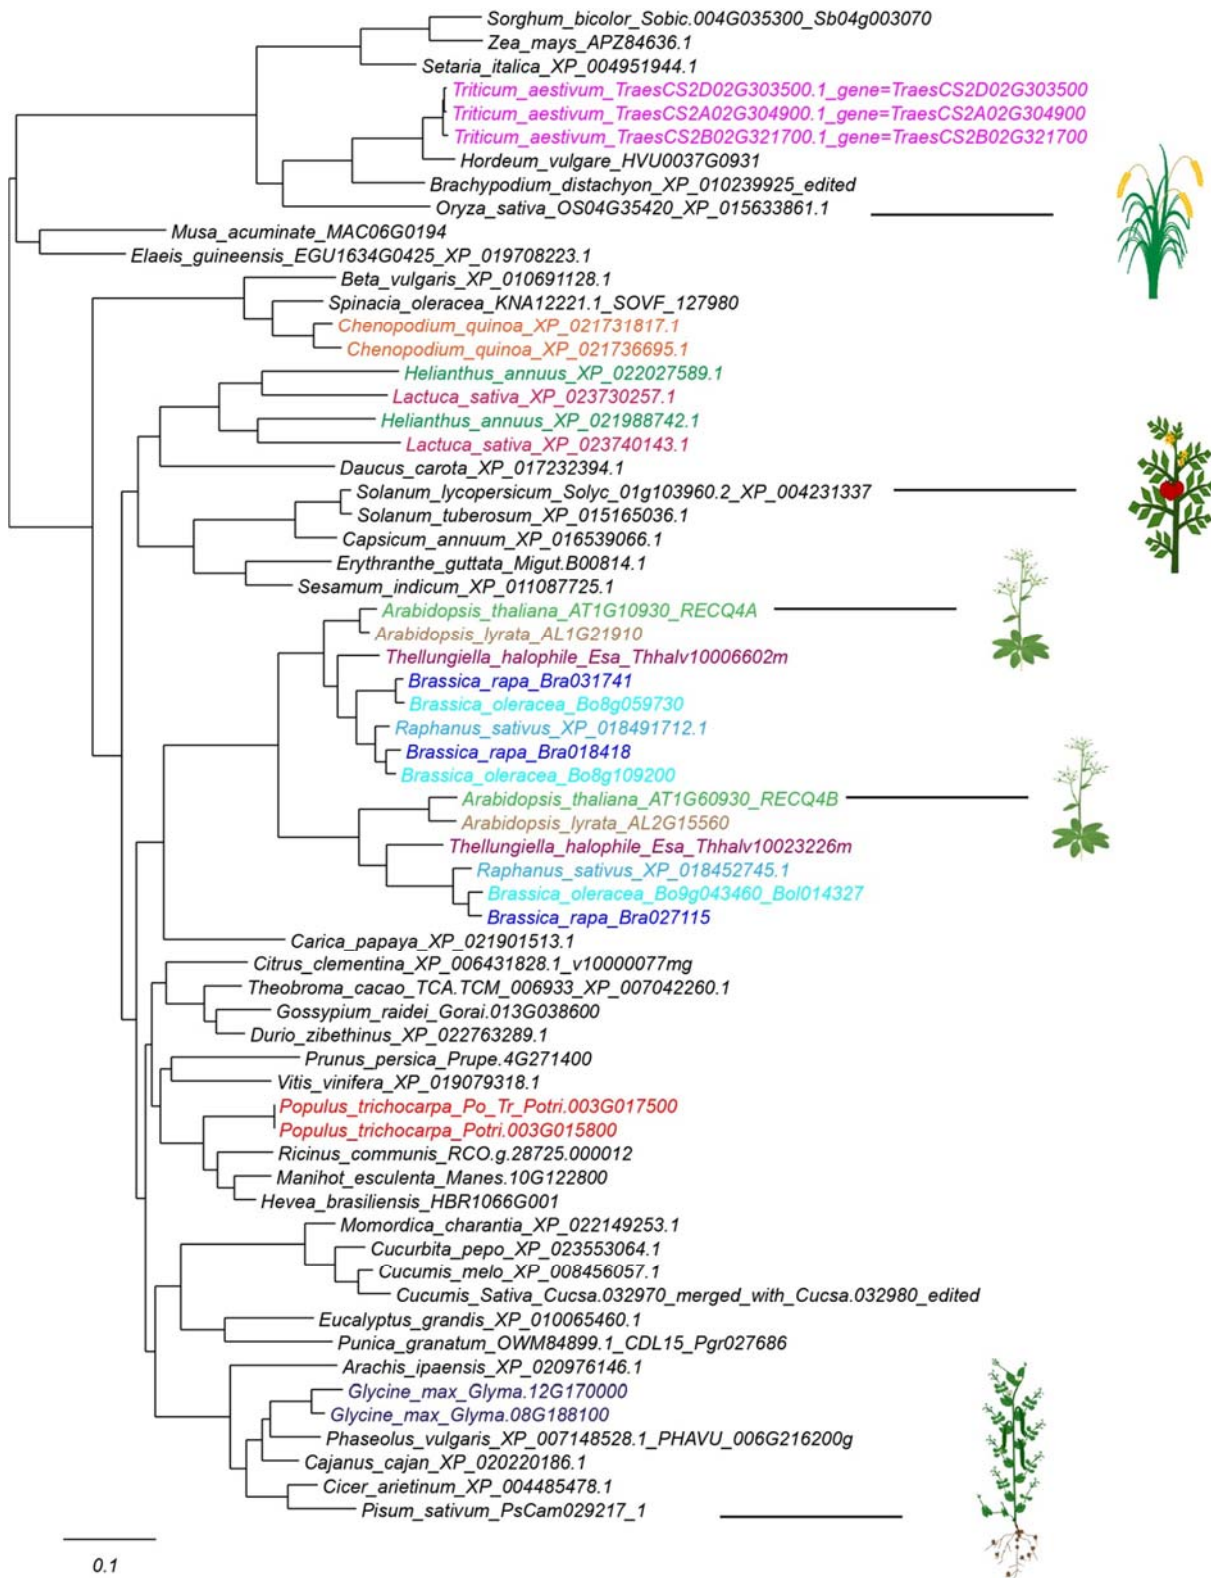 Sorghum_bicolor_Sobic.004G035300_Sb04g003070
Zea_mays_APZ84636.1
Setaria_italica_XP_004951944.1
Triticum_aestivum_TraesCS2D02G303500.1_gene=TraesCS2D02G303500
Triticum_aestivum_TraesCS2A02G304900.1_gene=TraesCS2A02G304900
Triticum_aestivum_TraesCS2B02G321700.1_gene=TraesCS2B02G321700
Hordeum_vulgare_HVU0037G0931
Brachypodium_distachyon_XP_010239925_edited
Oryza_sativa_OS04G35420_XP_015633861.1
Musa_acuminate_MAC06G0194
Elaeis_guineensis_EGU1634G0425_XP_019708223.1
Beta_vulgaris_XP_010691128.1
Spinacia_oleracea_KNA12221.1_SOVF_127980
Chenopodium_quinoa_XP_021731817.1
Chenopodium_quinoa_XP_021736695.1
Helianthus_annuus_XP_022027589.1
Lactuca_sativa_XP_023730257.1
Helianthus_annuus_XP_021988742.1
Lactuca_sativa_XP_023740143.1
Daucus_carota_XP_017232394.1
Solanum_lycopersicum_Solyc_01g103960.2_XP_004231337
Solanum_tuberosum_XP_015165036.1
Capsicum_annuum_XP_016539066.1
Erythranthe_guttata_Migut.B00814.1
Sesamum_indicum_XP_011087725.1
Arabidopsis_thaliana_AT1G10930_RECQ4A
Arabidopsis_lyrata_AL1G21910
Thellungiella_halophile_Esa_Thhalv10006602m
Brassica_rapa_Bra031741
Brassica_oleracea_Bo8g059730
Raphanus_sativus_XP_018491712.1
Brassica_rapa_Bra018418
Brassica_oleracea_Bo8g109200
Arabidopsis_thaliana_AT1G60930_RECQ4B
Arabidopsis_lyrata_AL2G15560
Thellungiella_halophile_Esa_Thhalv10023226m
Raphanus_sativus_XP_018452745.1
Brassica_oleracea_Bo9g043460_Bol014327
Brassica_rapa_Bra027115
Carica_papaya_XP_021901513.1
Citrus_clementina_XP_006431828.1_v10000077mg
Theobroma_cacao_TCA.TCM_006933_XP_007042260.1
Gossypium_raidei_Gorai.013G038600
Durio_zibethinus_XP_022763289.1
Prunus_persica_Prupe.4G271400
Vitis_vinifera_XP_019079318.1
Populus_trichocarpa_Po_Tr_Potri.003G017500
Populus_trichocarpa_Potri.003G015800
Ricinus_communis_RCO.g.28725.000012
Manihot_esculenta_Manes.10G122800
Hevea_brasiliensis_HBR1066G001
Momordica_charantia_XP_022149253.1
Cucurbita_pepo_XP_023553064.1
Cucumis_melo_XP_008456057.1
Cucumis_Sativa_Cucsa.032970_merged_with_Cucsa.032980_edited
Eucalyptus_grandis_XP_010065460.1
Punica_granatum_OWM84899.1_CDL15_Pgr027686
Arachis_ipaensis_XP_020976146.1
Glycine_max_Glyma.12G170000
Glycine_max_Glyma.08G188100
Phaseolus_vulgaris_XP_007148528.1_PHAVU_006G216200g
Cajanus_cajan_XP_020220186.1
Cicer_arietinum_XP_004485478.1
Pisum_sativum_PsCam029217_1
0.1